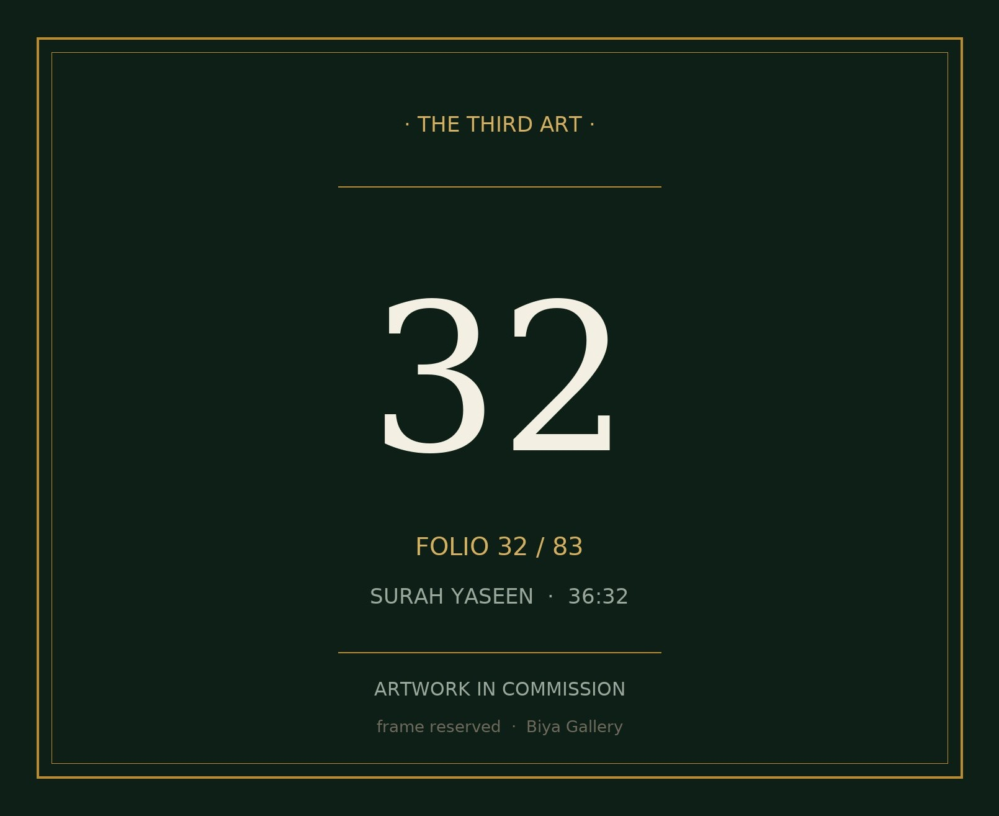 · THE THIRD ART ·
32
FOLIO 32 / 83
SURAH YASEEN · 36:32
ARTWORK IN COMMISSION
frame reserved · Biya Gallery